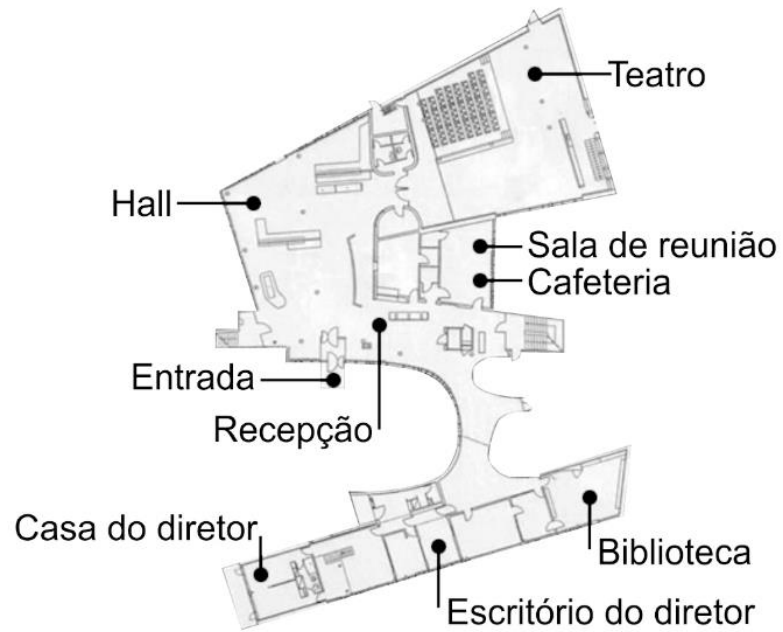 Teatro
Hall
Sala de reunião
Cafeteria
Entrada
Recepção
Casa do diretor
Biblioteca
Escritório do diretor